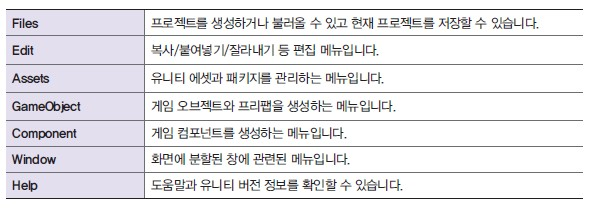 Files 프로젝트를 생성하거나 불러올 수 있고 현재 프로젝트를 저장할 수 있습니다.
Edit 복사/붙여넣기/잘라내기 등 편집 메뉴입니다.
Assets 유니티 에셋과 패키지를 관리하는 메뉴입니다.
GameObject 게임 오브젝트와 프리팹을 생성하는 메뉴입니다.
Component 게임 컴포넌트를 생성하는 메뉴입니다.
Window 화면에 분할된 창에 관련된 메뉴입니다.
Help 도움말과 유니티 버전 정보를 확인할 수 있습니다.